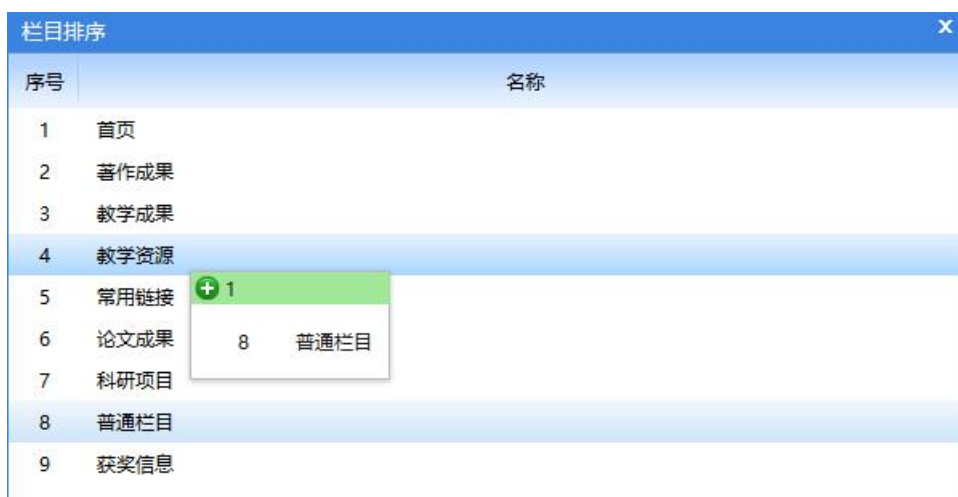 栏目排序 x
序号 名称
1 首页
2 著作成果
3 教学成果
4 教学资源
5 常用链接
1
6 论文成果
8 普通栏目
7 科研项目
8 普通栏目
9 获奖信息